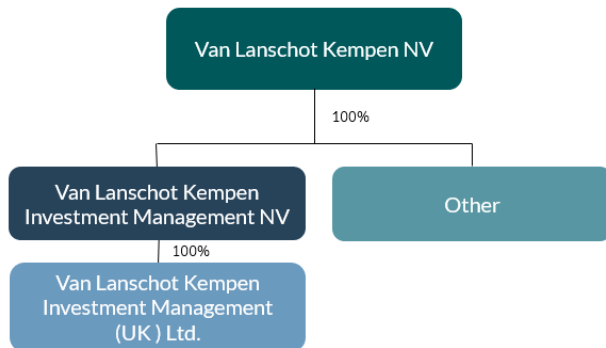 Van Lanschot Kempen NV
100%
Van Lanschot Kempen
Investment Management NV
Other
100%
Van Lanschot Kempen
Investment Management
(UK ) Ltd.